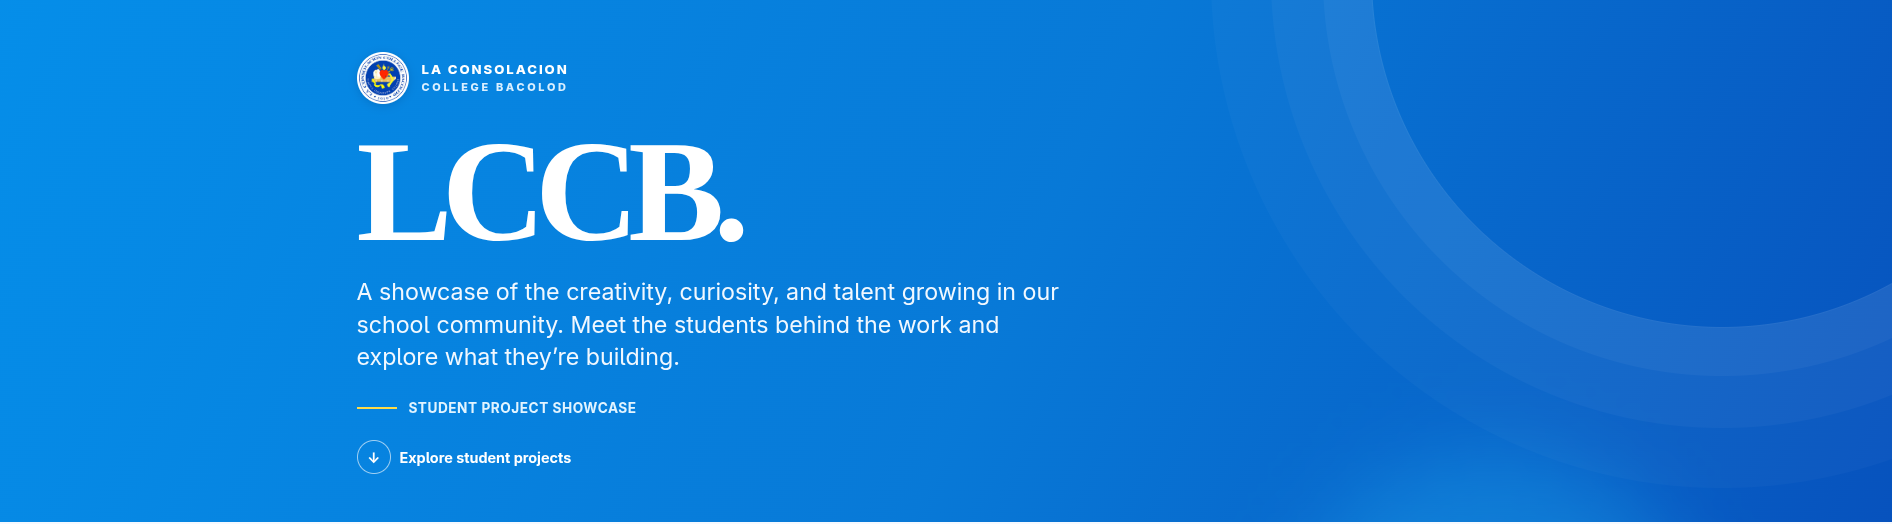 LA CONSOLACION
COLLEGE BACOLOD
LCCB.
A showcase of the creativity, curiosity, and talent growing in our
school community. Meet the students behind the work and
explore what they’re building.
STUDENT PROJECT SHOWCASE
Explore student projects